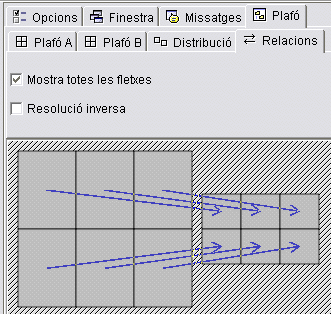 Opcions Finestra Missatges Plafó
Plafó A Plafó B Distribució Relacions
Mostra totes les fletxes
Resolució inversa